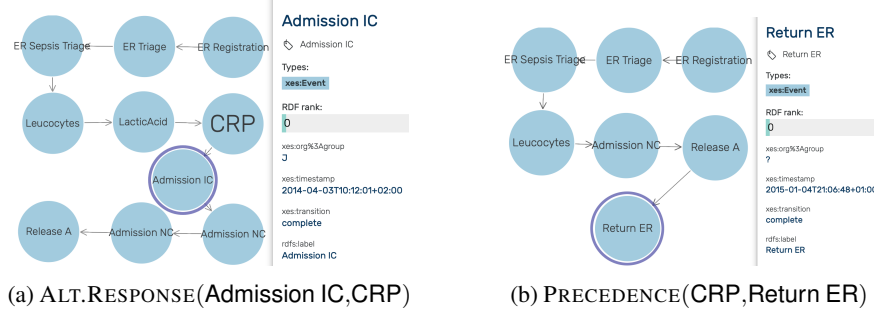 ER Sepsis Triage
ER Triage
ER Registration
Leucocytes
LacticAcid
CRP
Admission IC
Release A
Admission NC
Admission NC
Admission IC
Admission IC
Types:
xes:Event
RDF rank:
0
xes:org%3Agroup
J
xes:timestamp
2014-04-03T10:12:01+02:00
xes:transition
complete
rdfs:label
Admission IC
(a) ALT.RESPONSE(Admission IC,CRP)
ER Sepsis Triage
ER Triage
ER Registration
Leucocytes
Admission NC
Release A
Return ER
Return ER
Return ER
Types:
xes:Event
RDF rank:
0
xes:org%3Agroup
?
xes:timestamp
2015-01-04T21:06:48+01:00
xes:transition
complete
rdfs:label
Return ER
(b) PRECEDENCE(CRP,Return ER)